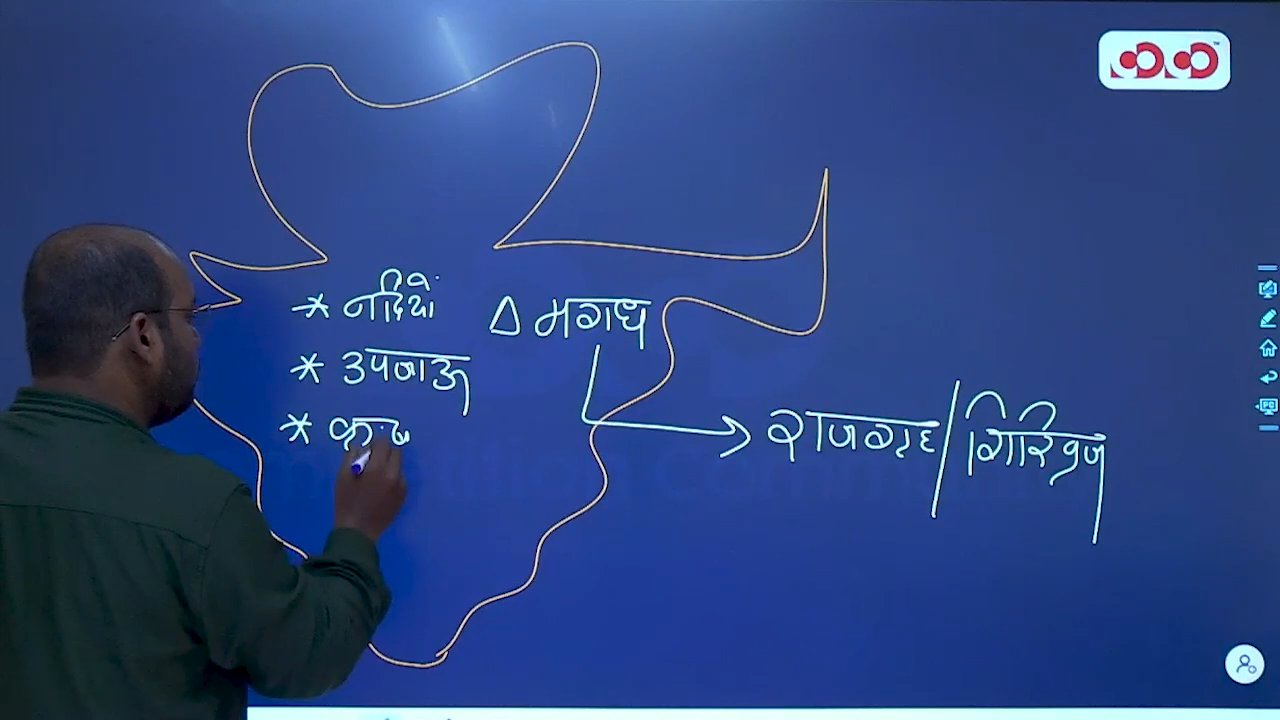 * नदियाँ
△ मगध
* उपजाऊ
राजगृह / गिरिव्रज